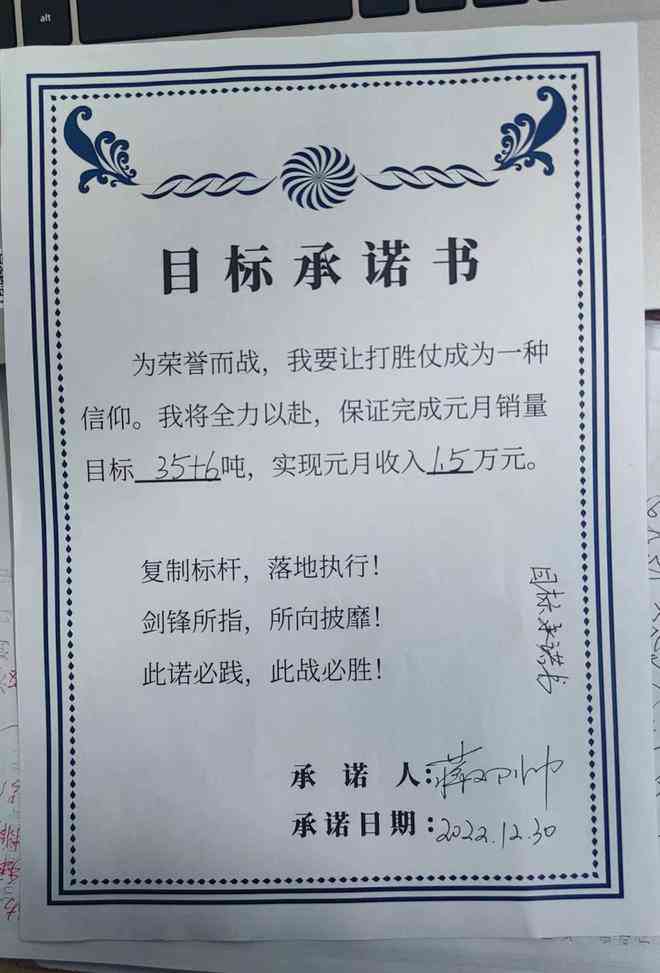 目标承诺书
为荣誉而战，我要让打胜仗成为一种
信仰。我将全力以赴，保证完成元月销量
目标 35+6吨，实现元月收入1.5万元。
复制标杆，落地执行！
剑锋所指，所向披靡！
此诺必践，此战必胜！
目标承诺书
承 诺 人：
承诺日期：2022.12.30
alt